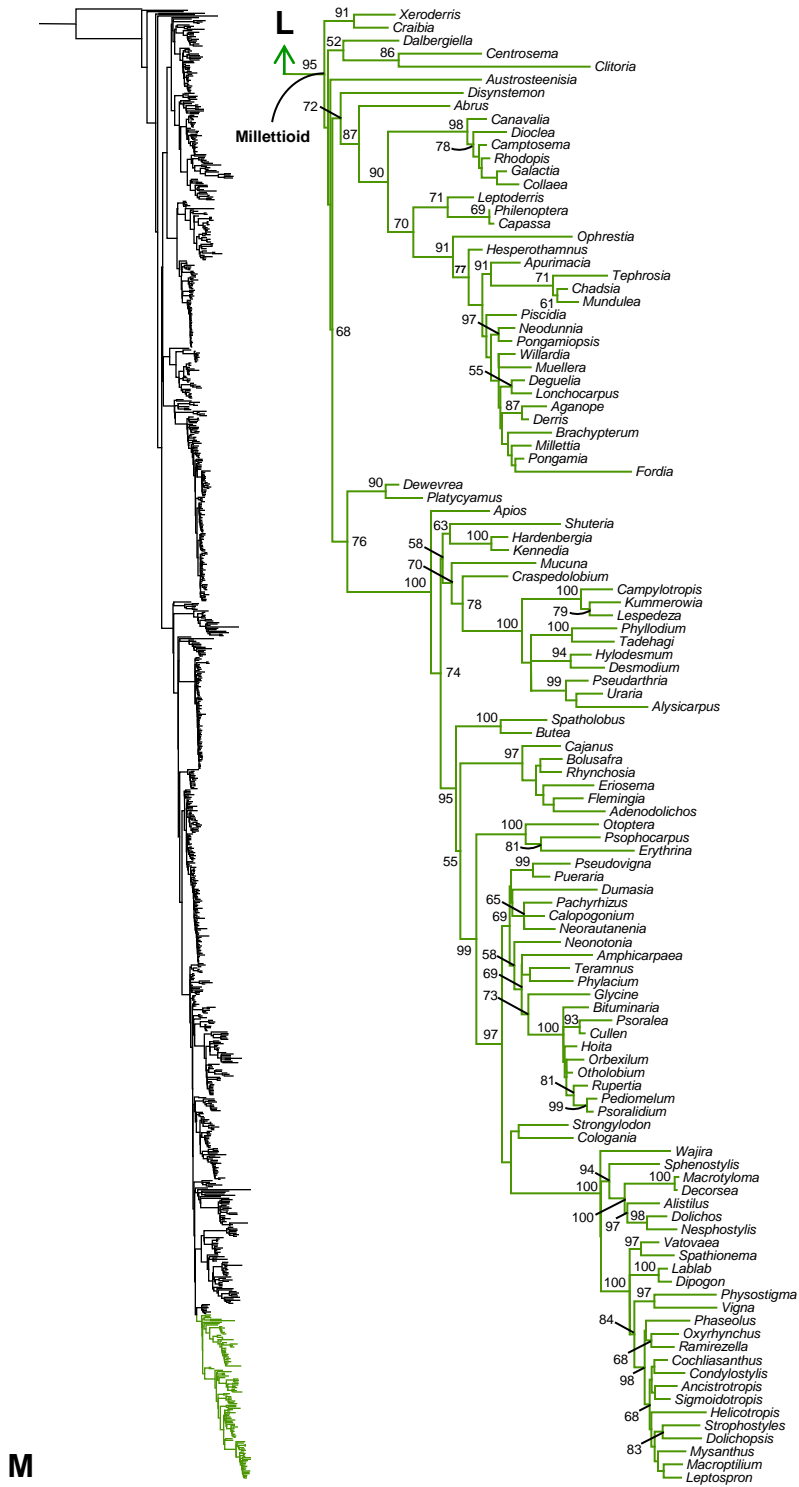 L
91
Xeroderris
Craibia
52
Dalbergiella
86
Centrosema
95
Clitoria
Austrosteenisia
72
Disynstemon
Abrus
Millettioid
87
98
Canavalia
Dioclea
78
Camptosema
Rhodopis
90
Galactia
Collaea
71
Leptoderris
69
Philenoptera
70
Capassa
91
Ophrestia
Hesperothamnus
77
91
Apurimacia
71
Tephrosia
Chadsia
61
Mundulea
97
Piscidia
Neodunnia
68
Pongamiopsis
Willardia
Muellera
55
Deguelia
Lonchocarpus
87
Aganope
Derris
Brachypterum
Millettia
Pongamia
Fordia
90
Dewevrea
Platycyamus
Apios
63
Shuteria
76
58
100
Hardenbergia
Kennedia
70
Mucuna
100
Craspedolobium
78
100
Campylotropis
Kummerowia
79
Lespedeza
100
100
Phyllodium
Tadehagi
94
Hylodesmum
74
Desmodium
99
Pseudarthria
Uraria
Alysicarpus
100
Spatholobus
Butea
97
Cajanus
Bolusafra
Rhynchosia
95
Eriosema
Flemingia
Adenodolichos
100
Otoptera
Psophocarpus
81
Erythrina
55
99
Pseudovigna
Pueraria
Dumasia
65
Pachyrhizus
69
Calopogonium
Neorautanenia
99
58
Neonotonia
Amphicarpaea
69
Teramnus
Phylacium
73
Glycine
Bituminaria
97
100
93
Psoralea
Cullen
Hoita
Orbexilum
81
Otholobium
Rupertia
99
Pediomelum
Psoralidium
Strongylodon
Cologania
Wajira
94
Sphenostylis
100
100
Macrotyloma
Decorsea
100
Alistilus
97
98
Dolichos
Nesphostylis
97
Vatovaea
Spathionema
100
100
Lablab
Dipogon
97
Physostigma
Vigna
84
Phaseolus
Oxyrhynchus
68
Ramirezella
98
Cochliasanthus
Condylostylis
Ancistrotropis
68
Sigmoidotropis
Helicotropis
Strophostyles
83
Dolichopsis
Mysanthus
Macroptilium
Leptospron
M